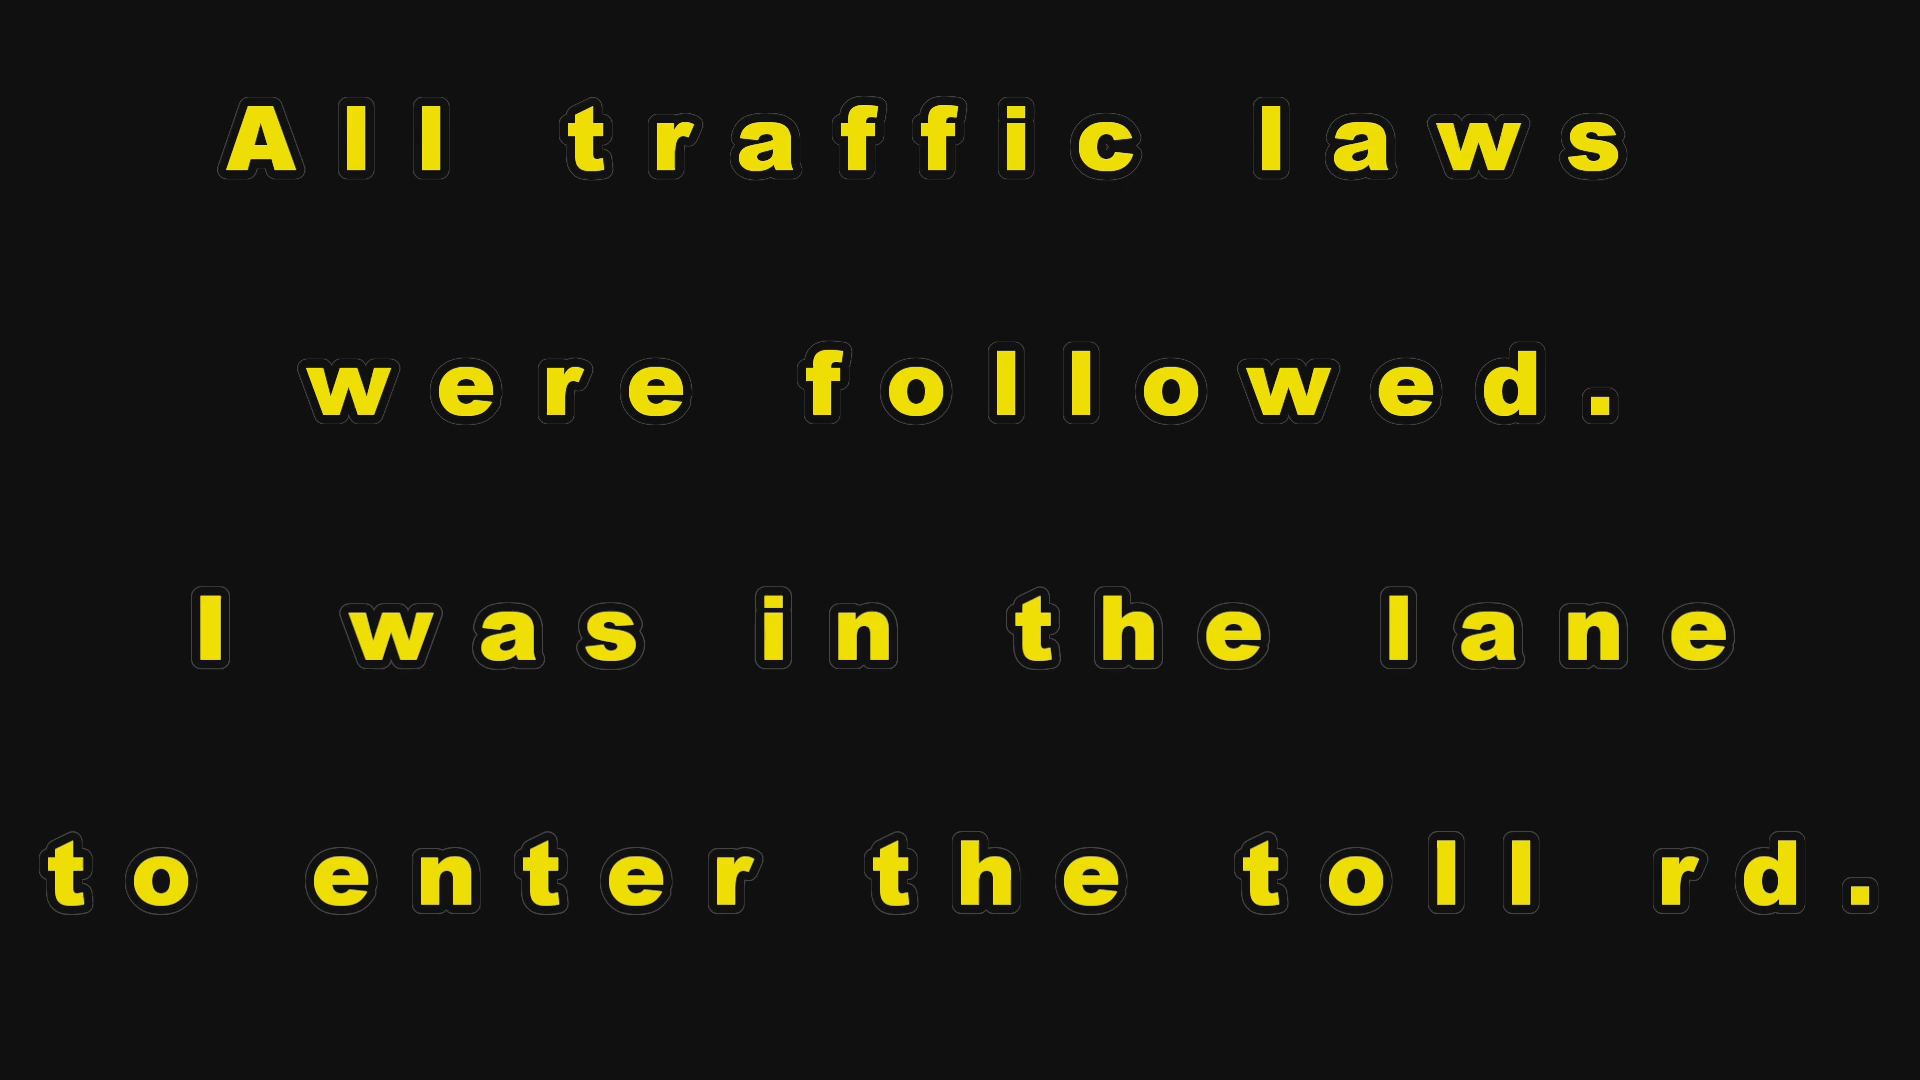 All traffic laws
were followed.
I was in the lane
to enter the toll rd.